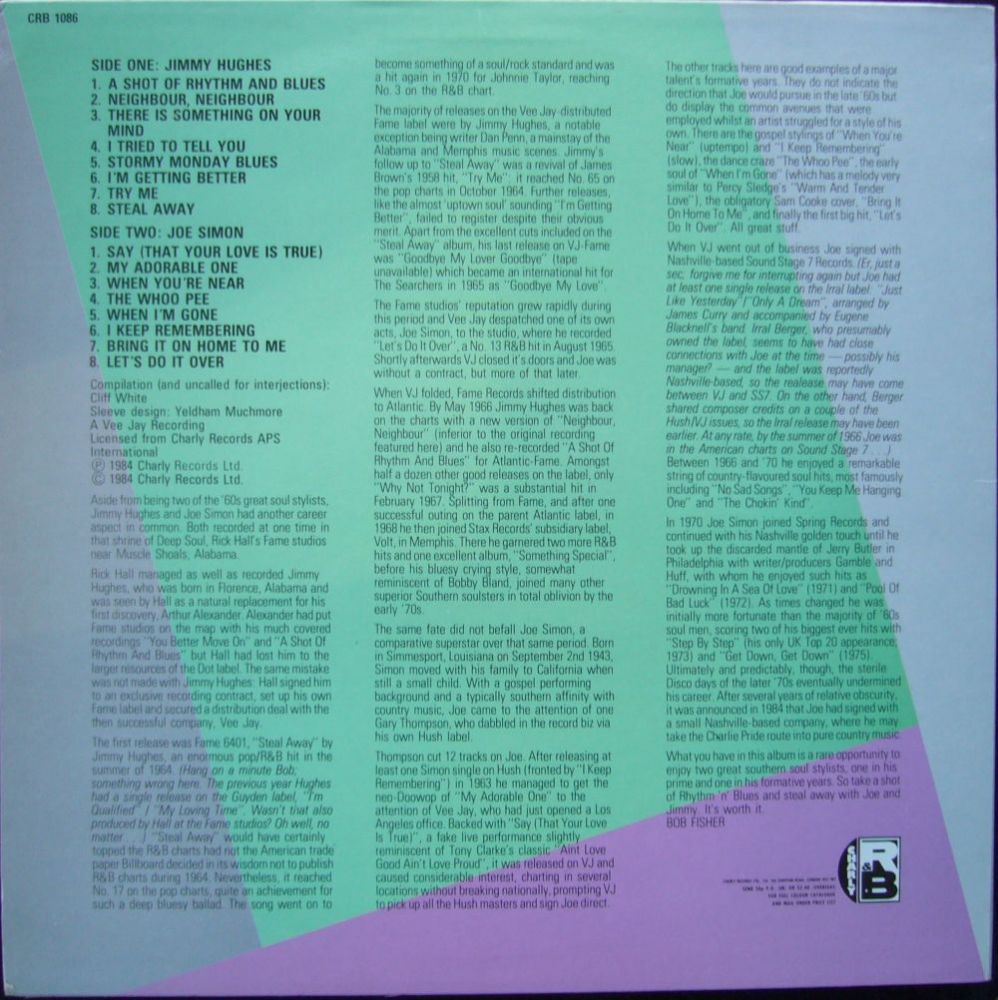 CRB 1086
SIDE ONE: JIMMY HUGHES
1. A SHOT OF RHYTHM AND BLUES
2. NEIGHBOUR, NEIGHBOUR
3. THERE IS SOMETHING ON YOUR
MIND
4. I TRIED TO TELL YOU
5. STORMY MONDAY BLUES
6. I'M GETTING BETTER
7. TRY ME
8. STEAL AWAY
SIDE TWO: JOE SIMON
1. SAY (THAT YOUR LOVE IS TRUE)
2. MY ADORABLE ONE
3. WHEN YOU'RE NEAR
4. THE WHOO PEE
5. WHEN I'M GONE
6. I KEEP REMEMBERING
7. BRING IT ON HOME TO ME
8. LET'S DO IT OVER
Compilation (and uncalled for interjections):
Cliff White
Sleeve design: Yeldham Muchmore
A Vee Jay Recording
Licensed from Charly Records APS
International
℗ 1984 Charly Records Ltd.
© 1984 Charly Records Ltd.
Aside from being two of the '60s great soul stylists,
Jimmy Hughes and Joe Simon had another career
aspect in common. Both recorded at one time in
that shrine of Deep Soul, Rick Hall's Fame studios
near Muscle Shoals, Alabama.
Rick Hall managed as well as recorded Jimmy
Hughes, who was born in Florence, Alabama and
was seen by Hall as a natural replacement for his
first discovery, Arthur Alexander. Alexander had put
Fame studios on the map with his much covered
recordings "You Better Move On" and "A Shot Of
Rhythm And Blues" but Hall had lost him to the
larger resources of the Dot label. The same mistake
was not made with Jimmy Hughes: Hall signed him
to an exclusive recording contract, set up his own
Fame label and secured a distribution deal with the
then successful company, Vee Jay.
The first release was Fame 6401, "Steal Away" by
Jimmy Hughes, an enormous pop/R&B hit in the
summer of 1964. (Hang on a minute Bob,
something wrong here. The previous year Hughes
had a single release on the Guyden label, "I'm
Qualified"/"My Loving Time". Wasn't that also
produced by Hall at the Fame studios? Oh well, no
matter . . .) "Steal Away" would have certainly
topped the R&B charts had not the American trade
paper Billboard decided in its wisdom not to publish
R&B charts during 1964. Nevertheless, it reached
No. 17 on the pop charts, quite an achievement for
such a deep bluesy ballad. The song went on to
become something of a soul/rock standard and was
a hit again in 1970 for Johnnie Taylor, reaching
No. 3 on the R&B chart.
The majority of releases on the Vee Jay-distributed
Fame label were by Jimmy Hughes, a notable
exception being writer Dan Penn, a mainstay of the
Alabama and Memphis music scenes. Jimmy's
follow up to "Steal Away" was a revival of James
Brown's 1958 hit, "Try Me": it reached No. 65 on
the pop charts in October 1964. Further releases,
like the almost 'uptown soul' sounding "I'm Getting
Better", failed to register despite their obvious
merit. Apart from the excellent cuts included on the
"Steal Away" album, his last release on VJ-Fame
was "Goodbye My Lover Goodbye" (tape
unavailable) which became an international hit for
The Searchers in 1965 as "Goodbye My Love".
The Fame studios' reputation grew rapidly during
this period and Vee Jay despatched one of its own
acts, Joe Simon, to the studio, where he recorded
"Let's Do It Over", a No. 13 R&B hit in August 1965.
Shortly afterwards VJ closed it's doors and Joe was
without a contract, but more of that later.
When VJ folded, Fame Records shifted distribution
to Atlantic. By May 1966 Jimmy Hughes was back
on the charts with a new version of "Neighbour,
Neighbour" (inferior to the original recording
featured here) and he also re-recorded "A Shot Of
Rhythm And Blues" for Atlantic-Fame. Amongst
half a dozen other good releases on the label, only
"Why Not Tonight?" was a substantial hit in
February 1967. Splitting from Fame, and after one
successful outing on the parent Atlantic label, in
1968 he then joined Stax Records' subsidiary label,
Volt, in Memphis. There he garnered two more R&B
hits and one excellent album, "Something Special",
before his bluesy crying style, somewhat
reminiscent of Bobby Bland, joined many other
superior Southern soulsters in total oblivion by the
early '70s.
The same fate did not befall Joe Simon, a
comparative superstar over that same period. Born
in Simmesport, Louisiana on September 2nd 1943,
Simon moved with his family to California when
still a small child. With a gospel performing
background and a typically southern affinity with
country music, Joe came to the attention of one
Gary Thompson, who dabbled in the record biz via
his own Hush label.
Thompson cut 12 tracks on Joe. After releasing at
least one Simon single on Hush (fronted by "I Keep
Remembering") in 1963 he managed to get the
neo-Doowop of "My Adorable One" to the
attention of Vee Jay, who had just opened a Los
Angeles office. Backed with "Say (That Your Love
Is True)", a fake live performance slightly
reminiscent of Tony Clarke's classic "Aint Love
Good Ain't Love Proud", it was released on VJ and
caused considerable interest, charting in several
locations without breaking nationally, prompting VJ
to pick up all the Hush masters and sign Joe direct.
The other tracks here are good examples of a major
talent's formative years. They do not indicate the
direction that Joe would pursue in the late '60s but
do display the common avenues that were
employed whilst an artist struggled for a style of his
own. There are the gospel stylings of "When You're
Near" (uptempo) and "I Keep Remembering"
(slow), the dance craze "The Whoo Pee", the early
soul of "When I'm Gone" (which has a melody very
similar to Percy Sledge's "Warm And Tender
Love"), the obligatory Sam Cooke cover, "Bring It
On Home To Me", and finally the first big hit, "Let's
Do It Over". All great stuff.
When VJ went out of business Joe signed with
Nashville-based Sound Stage 7 Records. (Er, just a
sec, forgive me for interrupting again but Joe had
at least one single release on the Irral label: "Just
Like Yesterday"/"Only A Dream", arranged by
James Curry and accompanied by Eugene
Blacknell's band. Irral Berger, who presumably
owned the label, seems to have had close
connections with Joe at the time — possibly his
manager? — and the label was reportedly
Nashville-based, so the realease may have come
between VJ and SS7. On the other hand, Berger
shared composer credits on a couple of the
Hush/VJ issues, so the Irral release may have been
earlier. At any rate, by the summer of 1966 Joe was
in the American charts on Sound Stage 7 . . .)
Between 1966 and '70 he enjoyed a remarkable
string of country-flavoured soul hits, most famously
including "No Sad Songs", "You Keep Me Hanging
One" and "The Chokin' Kind".
In 1970 Joe Simon joined Spring Records and
continued with his Nashville golden touch until he
took up the discarded mantle of Jerry Butler in
Philadelphia with writer/producers Gamble and
Huff, with whom he enjoyed such hits as
"Drowning In A Sea Of Love" (1971) and "Pool Of
Bad Luck" (1972). As times changed he was
initially more fortunate than the majority of '60s
soul men, scoring two of his biggest ever hits with
"Step By Step" (his only UK Top 20 appearance,
1973) and "Get Down, Get Down" (1975).
Ultimately and predictably, though, the sterile
Disco days of the later '70s eventually undermined
his career. After several years of relative obscurity,
it was announced in 1984 that Joe had signed with
a small Nashville-based company, where he may
take the Charlie Pride route into pure country music.
What you have in this album is a rare opportunity to
enjoy two great southern soul stylists, one in his
prime and one in his formative years. So take a shot
of Rhythm 'n' Blues and steal away with Joe and
Jimmy. It's worth it.
BOB FISHER
CHARLY
R&B